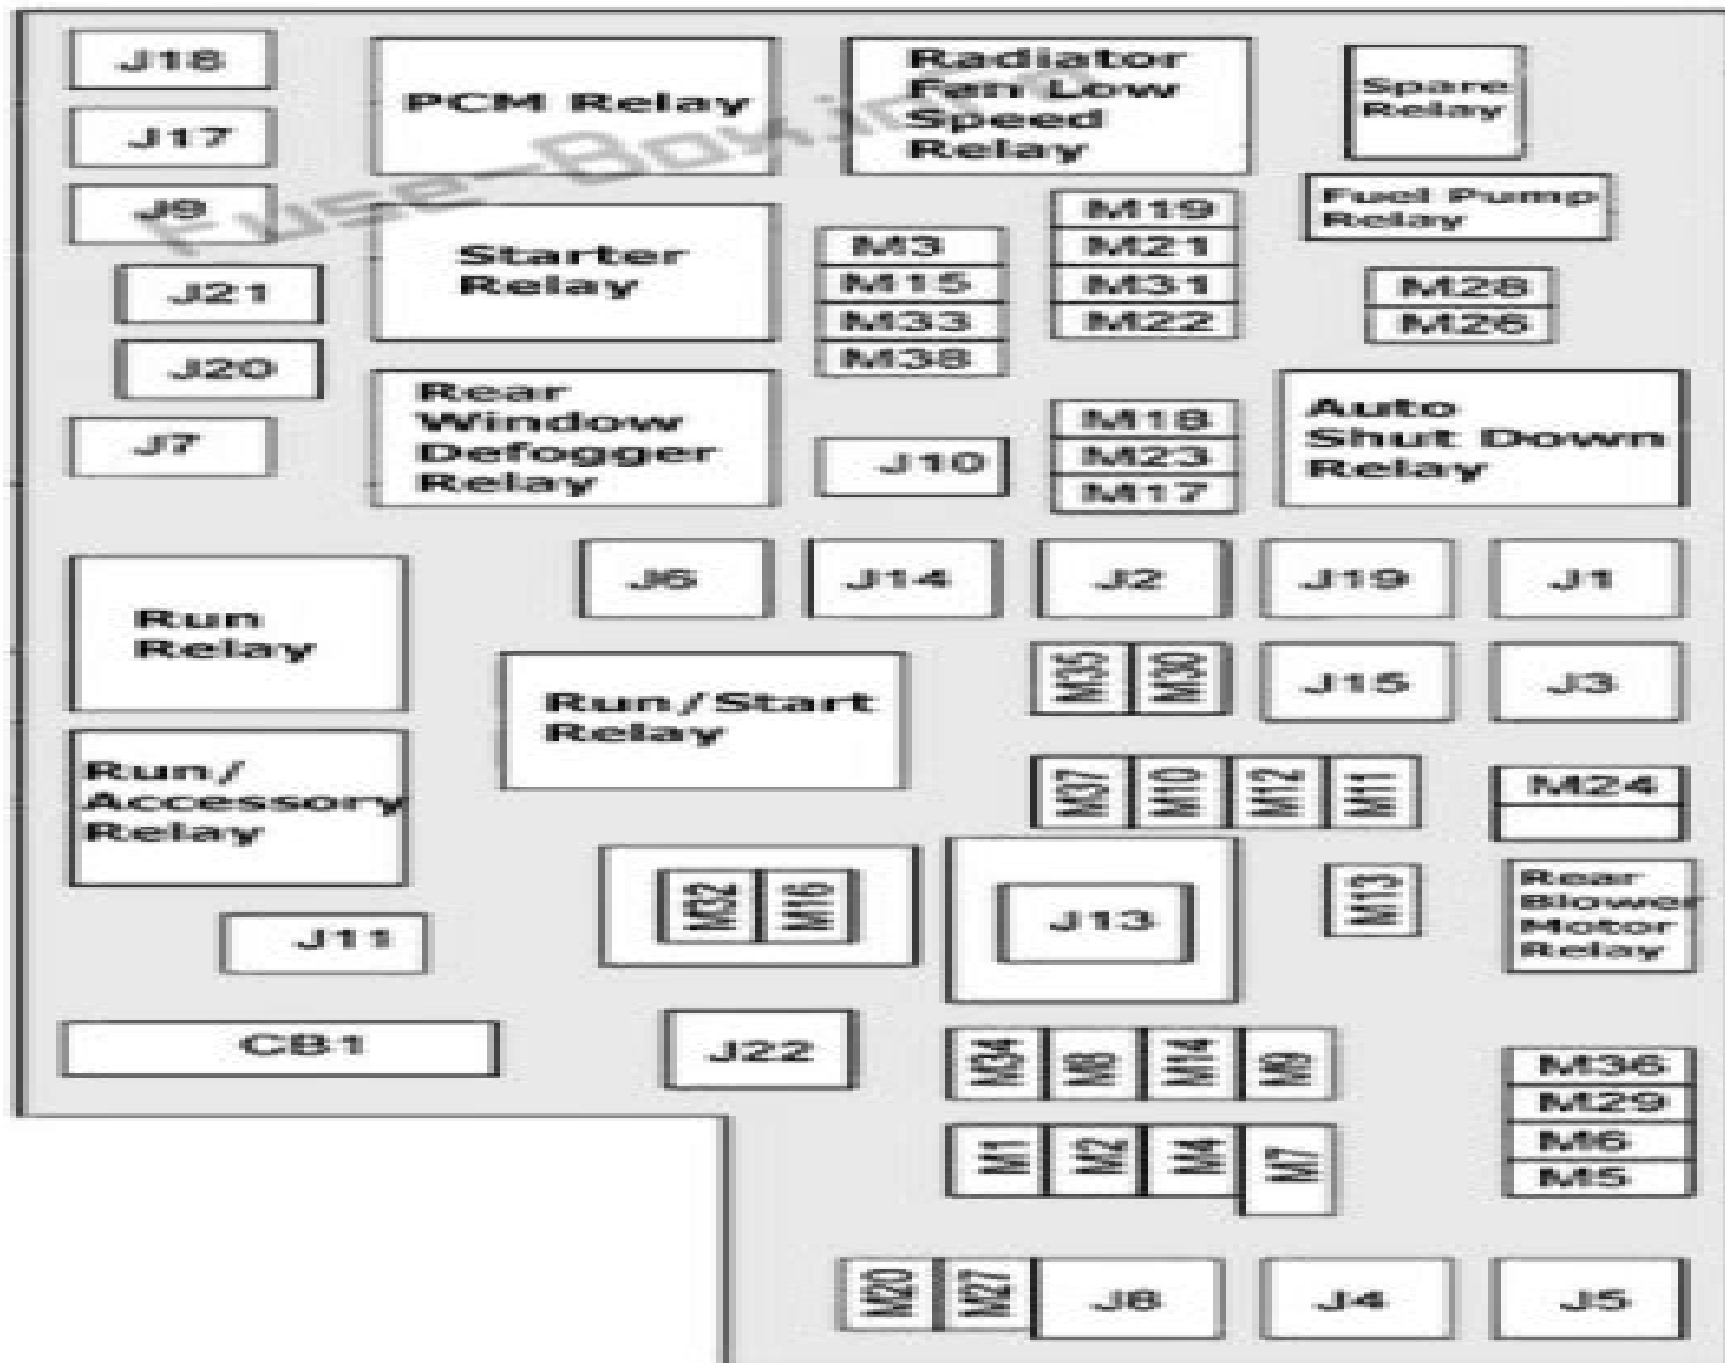 J18
PCM Relay
Radiator
Fan Low
Speed
Relay
Spare
Relay
J17
J9
Fuel Pump
Relay
Starter
Relay
M3
M15
M33
M38
M19
M21
M31
M22
J21
M28
M26
J20
J7
Rear
Window
Defogger
Relay
J10
M18
M23
M17
Auto
Shut Down
Relay
J6
J14
J2
J19
J1
Run
Relay
Run/Start
Relay
M35
M30
J15
J3
Run/
Accessory
Relay
M37
M10
M12
M11
M24
M32
M16
J13
M13
Rear
Blower
Motor
Relay
J11
CB1
J22
M34
M8
M14
M9
M36
M29
M6
M5
M1
M2
M4
M7
M20
M27
J8
J4
J5